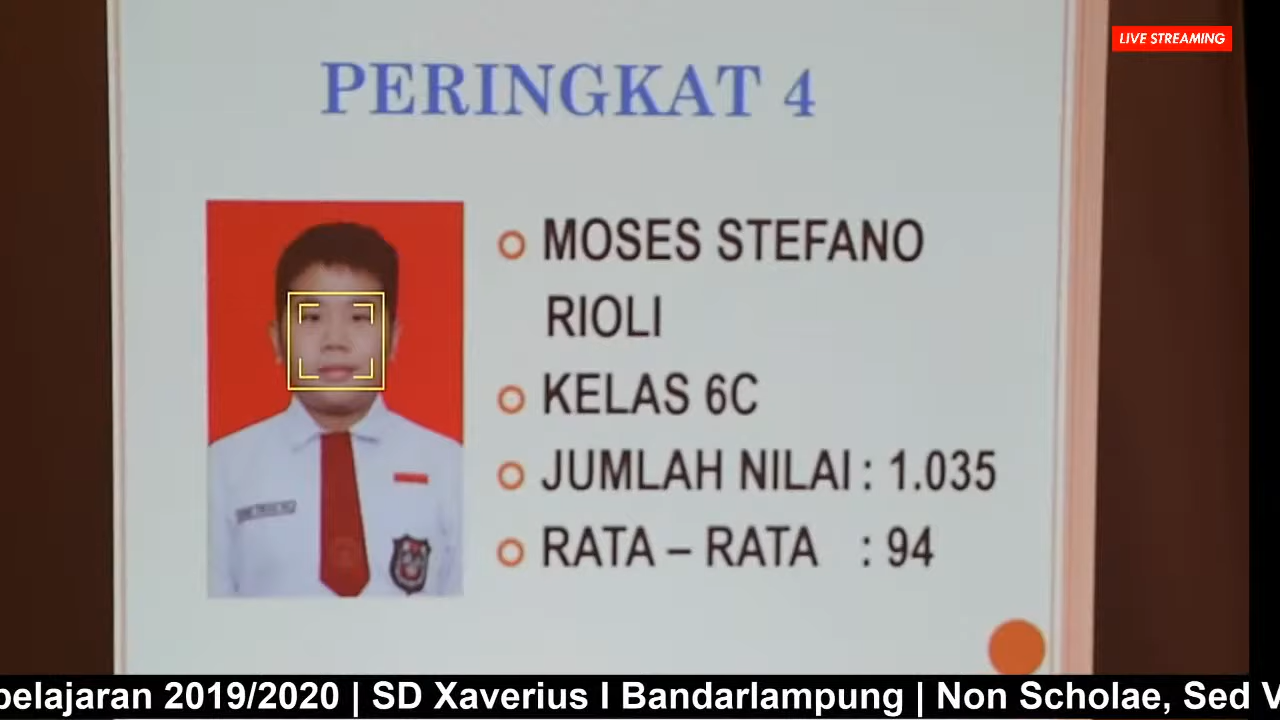 LIVE STREAMING
PERINGKAT 4
MOSES STEFANO
RIOLI
KELAS 6C
JUMLAH NILAI : 1.035
RATA – RATA : 94
pelajaran 2019/2020 | SD Xaverius I Bandarlampung | Non Scholae, Sed V